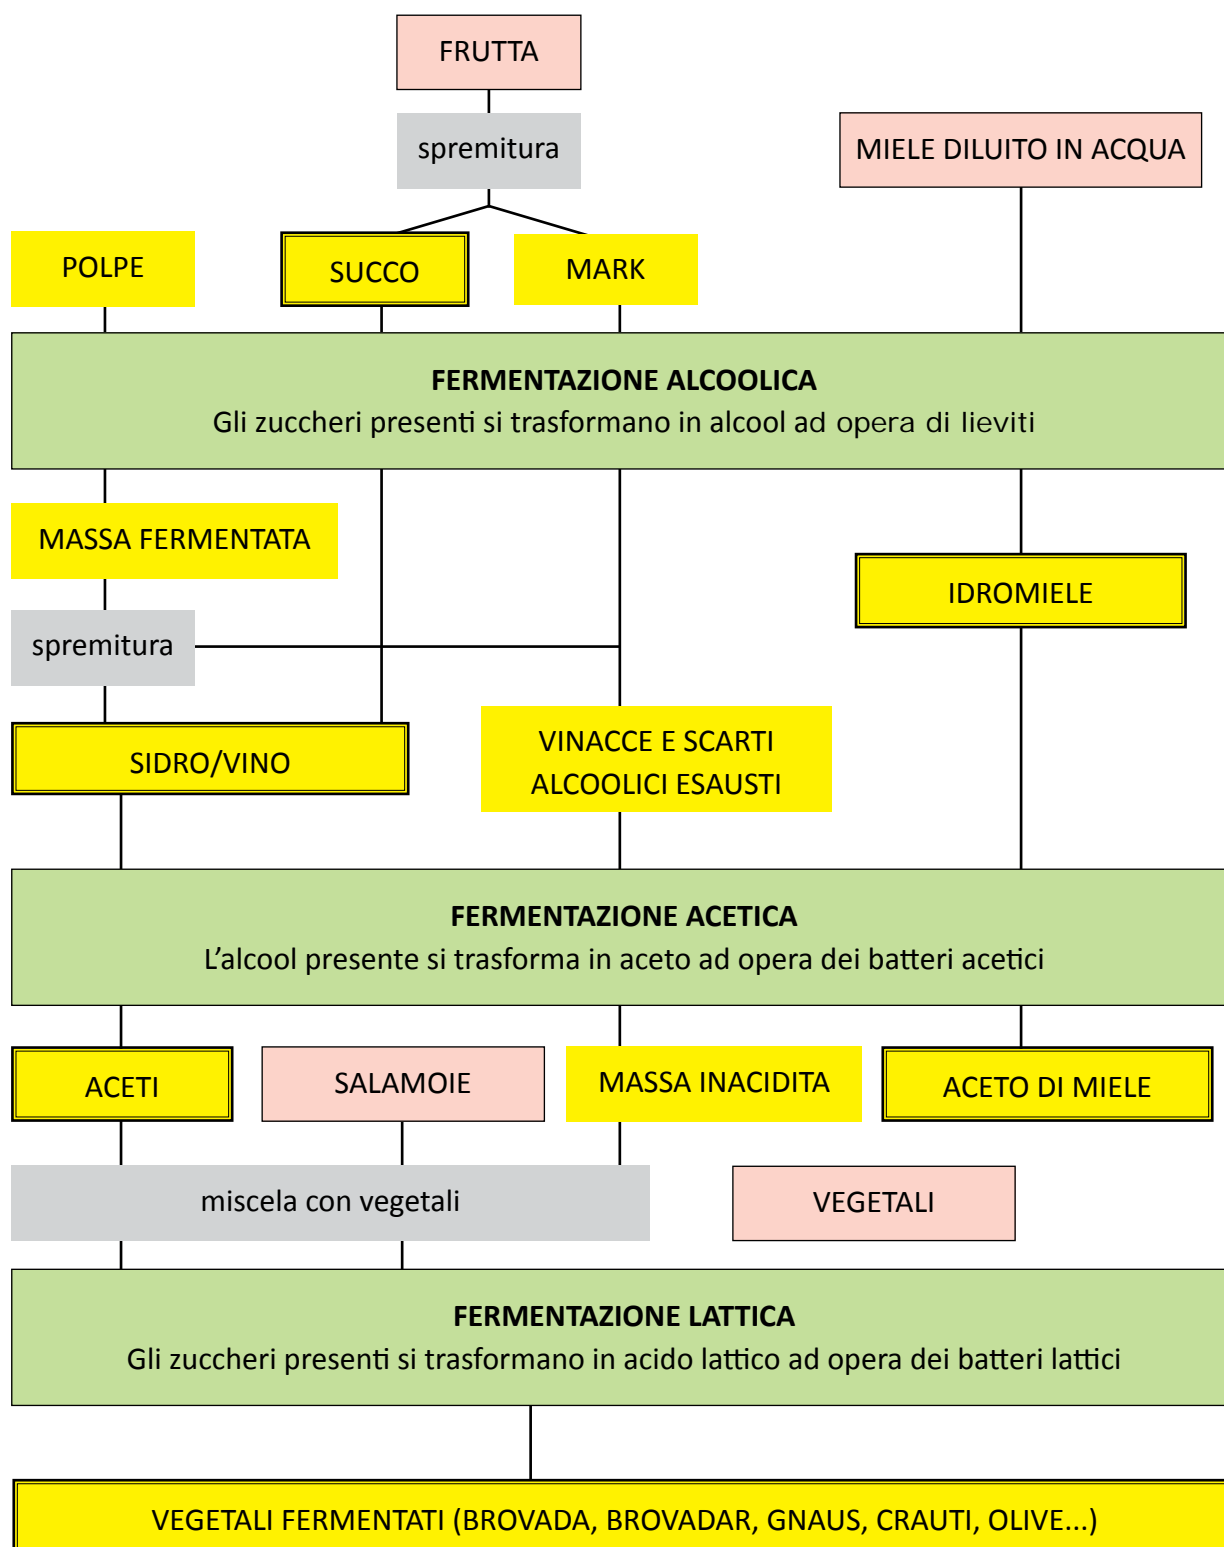 FRUTTA
spremitura
MIELE DILUITO IN ACQUA
POLPE
SUCCO
MARK
FERMENTAZIONE ALCOOLICA
Gli zuccheri presenti si trasformano in alcool ad opera di lieviti
MASSA FERMENTATA
IDROMIELE
spremitura
SIDRO/VINO
VINACCE E SCARTI
ALCOOLICI ESAUSTI
FERMENTAZIONE ACETICA
L'alcool presente si trasforma in aceto ad opera dei batteri acetici
ACETI
SALAMOIE
MASSA INACIDITA
ACETO DI MIELE
miscela con vegetali
VEGETALI
FERMENTAZIONE LATTICA
Gli zuccheri presenti si trasformano in acido lattico ad opera dei batteri lattici
VEGETALI FERMENTATI (BROVADA, BROVADAR, GNAUS, CRAUTI, OLIVE...)